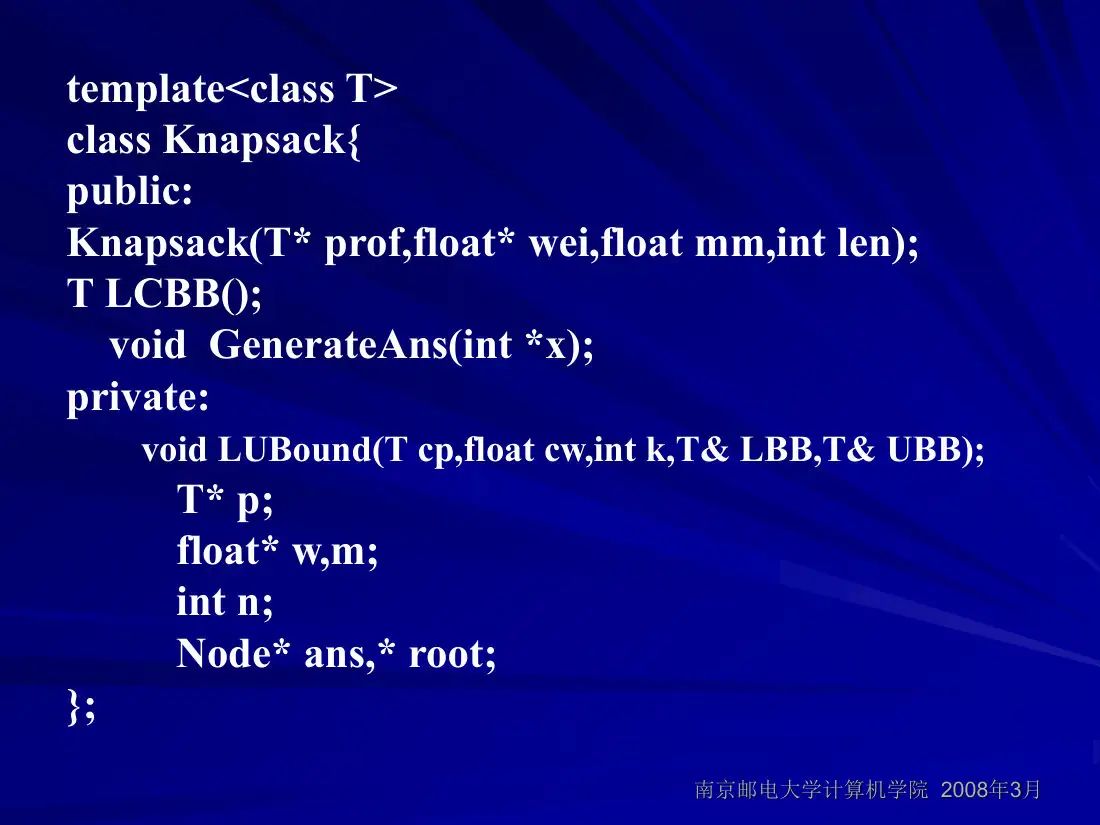 template<class T>
class Knapsack{
public:
Knapsack(T* prof,float* wei,float mm,int len);
T LCBB();
void  GenerateAns(int *x);
private:
void LUBound(T cp,float cw,int k,T& LBB,T& UBB);
T* p;
float* w,m;
int n;
Node* ans,* root;
};
南京邮电大学计算机学院  2008年3月